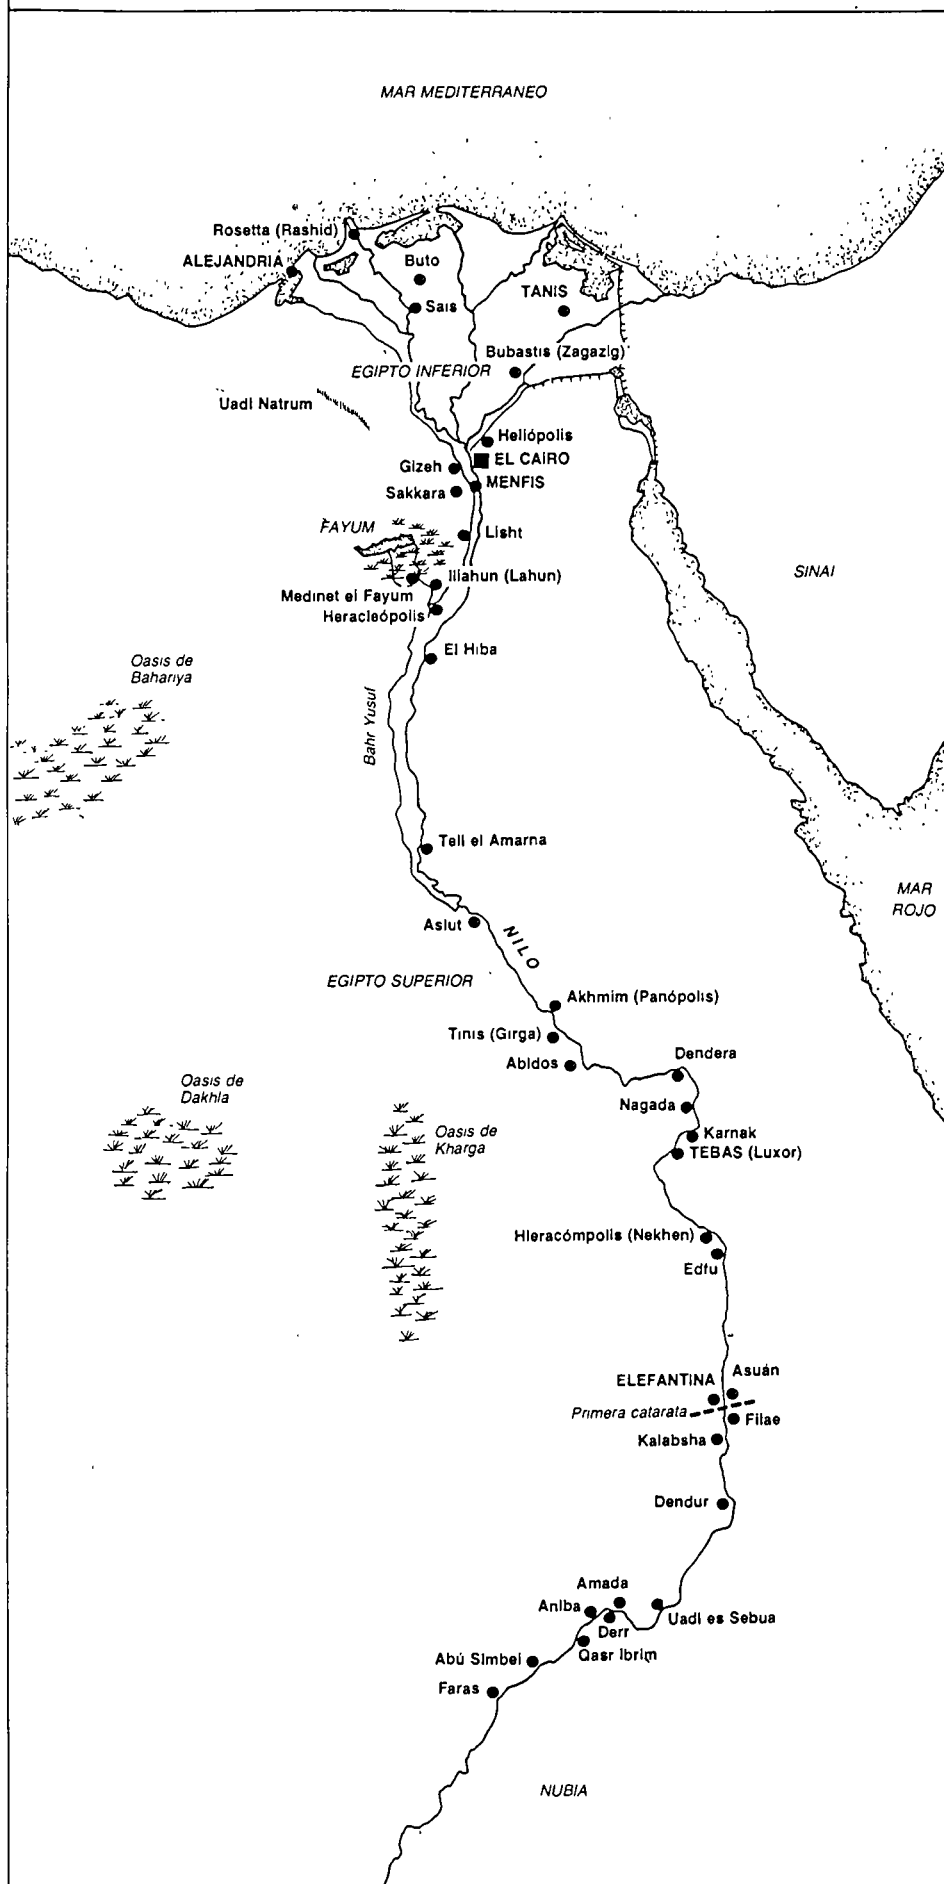 MAR MEDITERRANEO
Rosetta (Rashid)
ALEJANDRIA
Buto
TANIS
Sais
Bubastis (Zagazig)
EGIPTO INFERIOR
Uadi Natrum
Heliópolis
EL CAIRO
Gizeh
MENFIS
Sakkara
FAYUM
Lisht
SINAI
Illahun (Lahun)
Medinet el Fayum
Heracleópolis
El Hiba
Oasis de
Bahariya
Bahr Yusuf
Tell el Amarna
MAR
ROJO
Asiut
NILO
EGIPTO SUPERIOR
Akhmim (Panópolis)
Tinis (Girga)
Abidos
Dendera
Oasis de
Dakhla
Nagada
Oasis de
Kharga
Karnak
TEBAS (Luxor)
Hieracómpolis (Nekhen)
Edfu
Asuán
ELEFANTINA
Primera catarata
Filae
Kalabsha
Dendur
Amada
Aniba
Uadi es Sebua
Derr
Qasr Ibrim
Abú Simbel
Faras
NUBIA